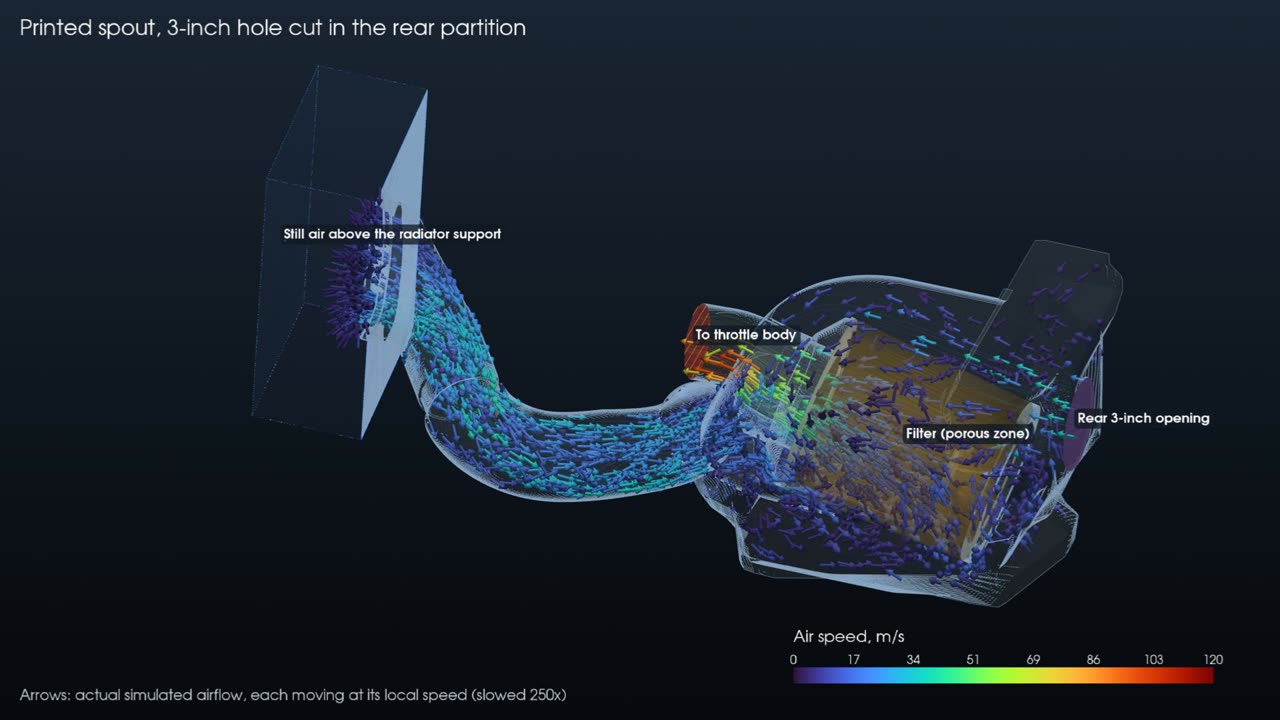 Printed spout, 3-inch hole cut in the rear partition
Still air above the radiator support
To throttle body
Rear 3-inch opening
Filter (porous zone)
Air speed, m/s
0 17 34 51 69 86 103 120
Arrows: actual simulated airflow, each moving at its local speed (slowed 250x)